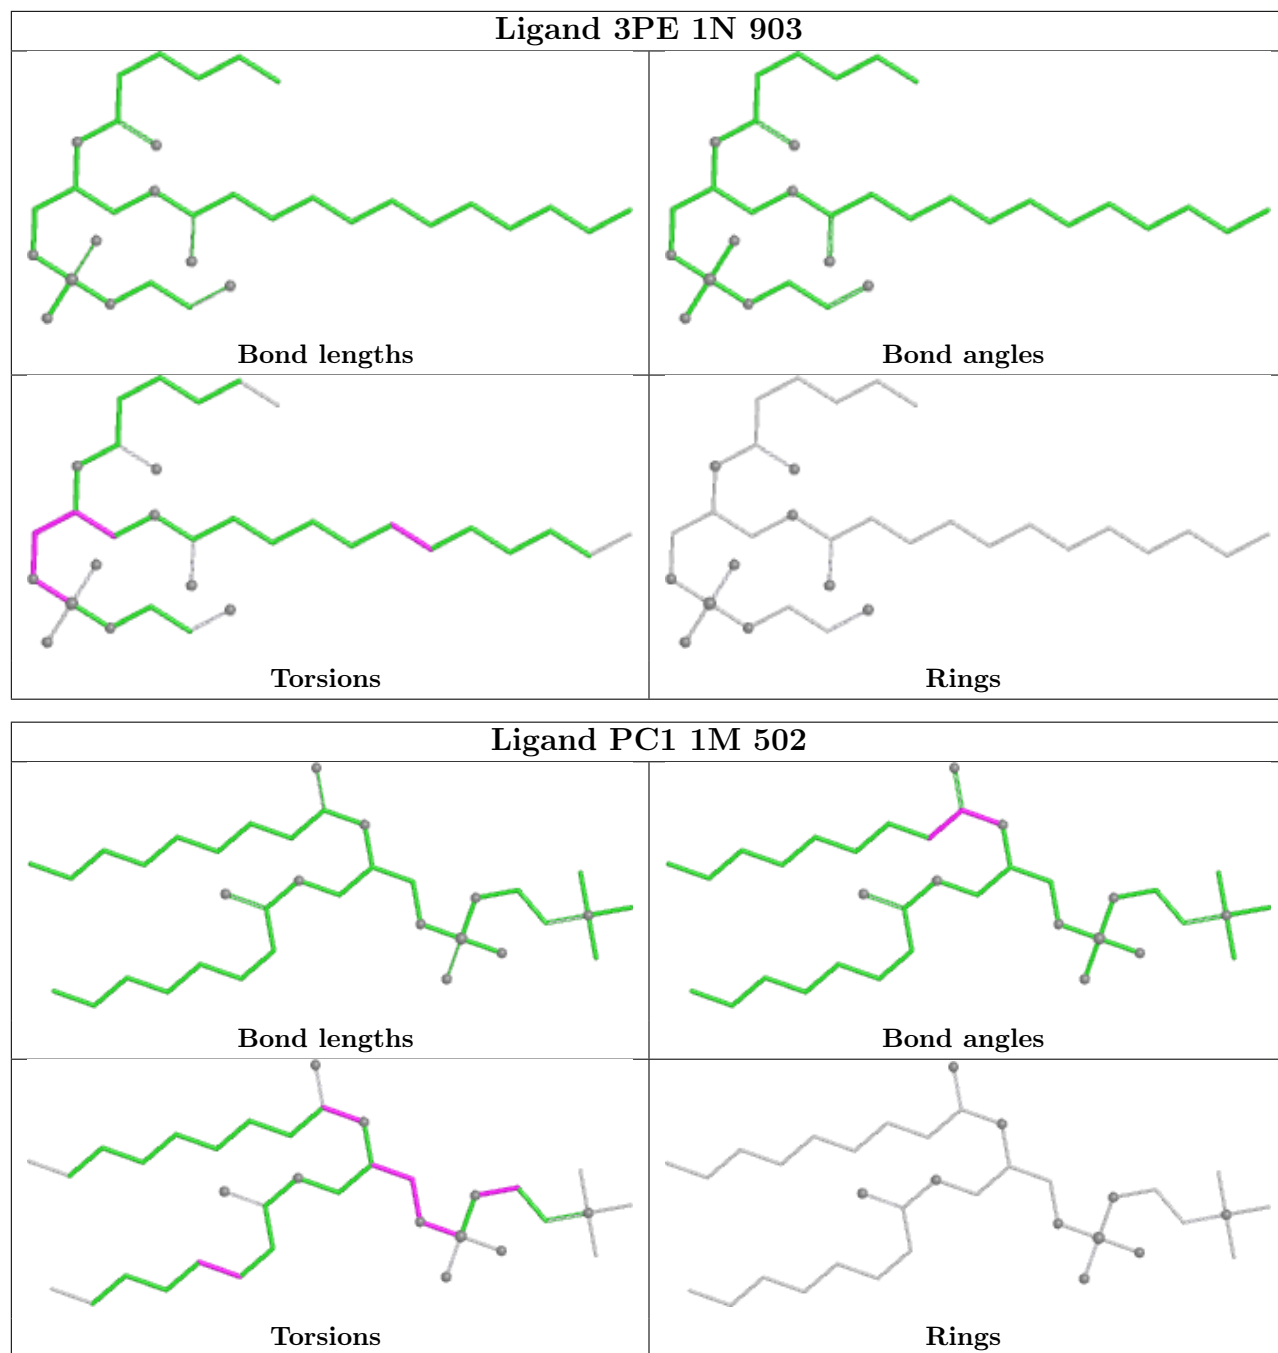 Ligand 3PE 1N 903
Bond lengths
Bond angles
Torsions
Rings
Ligand PC1 1M 502
Bond lengths
Bond angles
Torsions
Rings